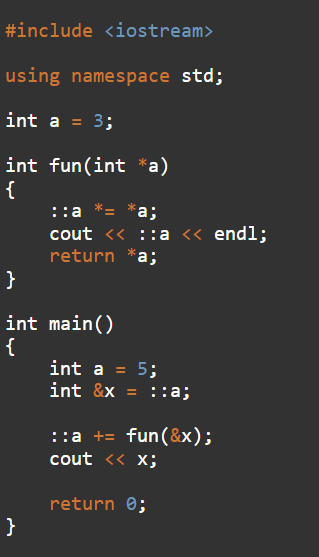 #include <iostream>
using namespace std;
int a = 3;
int fun(int *a)
{
    ::a *= *a;
    cout << ::a << endl;
    return *a;
}
int main()
{
    int a = 5;
    int &x = ::a;
    ::a += fun(&x);
    cout << x;
    return 0;
}